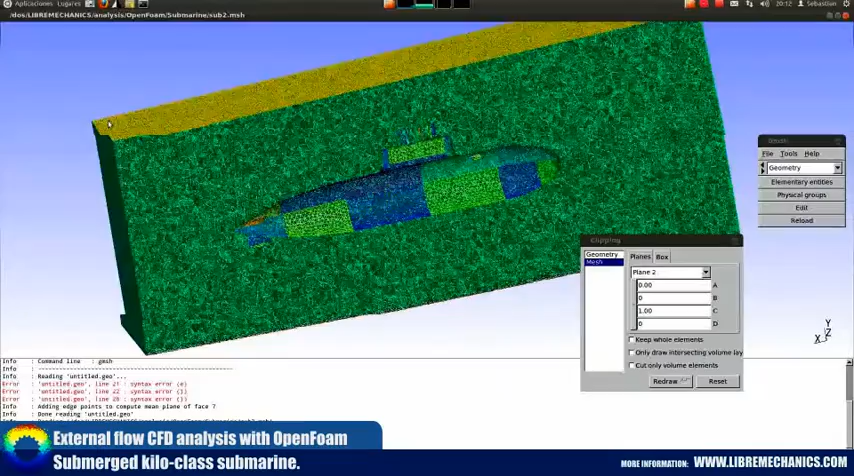 Aplicaciones Lugares
20:12 Sebastian
/dos/LIBREMECHANICS/analysis/OpenFoam/Submarine/sub2.msh
Gmsh
File Tools Help
Geometry
Elementary entities
Physical groups
Edit
Reload
Clipping
Geometry
Mesh
Planes Box
Plane 2
0.00 A
0 B
1.00 C
0 D
Keep whole elements
Only draw intersecting volume lay
Cut only volume elements
Redraw
Reset
Y
Z
X
Info : Command line : gmsh
Info : ----------------------------------
Info : Reading 'untitled.geo'...
Error : 'untitled.geo', line 21 : syntax error (e)
Error : 'untitled.geo', line 22 : syntax error (})
Error : 'untitled.geo', line 26 : syntax error (})
Info : Adding edge points to compute mean plane of face 7
Info : Done reading 'untitled.geo'
External flow CFD analysis with OpenFoam
Submerged kilo-class submarine.
MORE INFORMATION: WWW.LIBREMECHANICS.COM